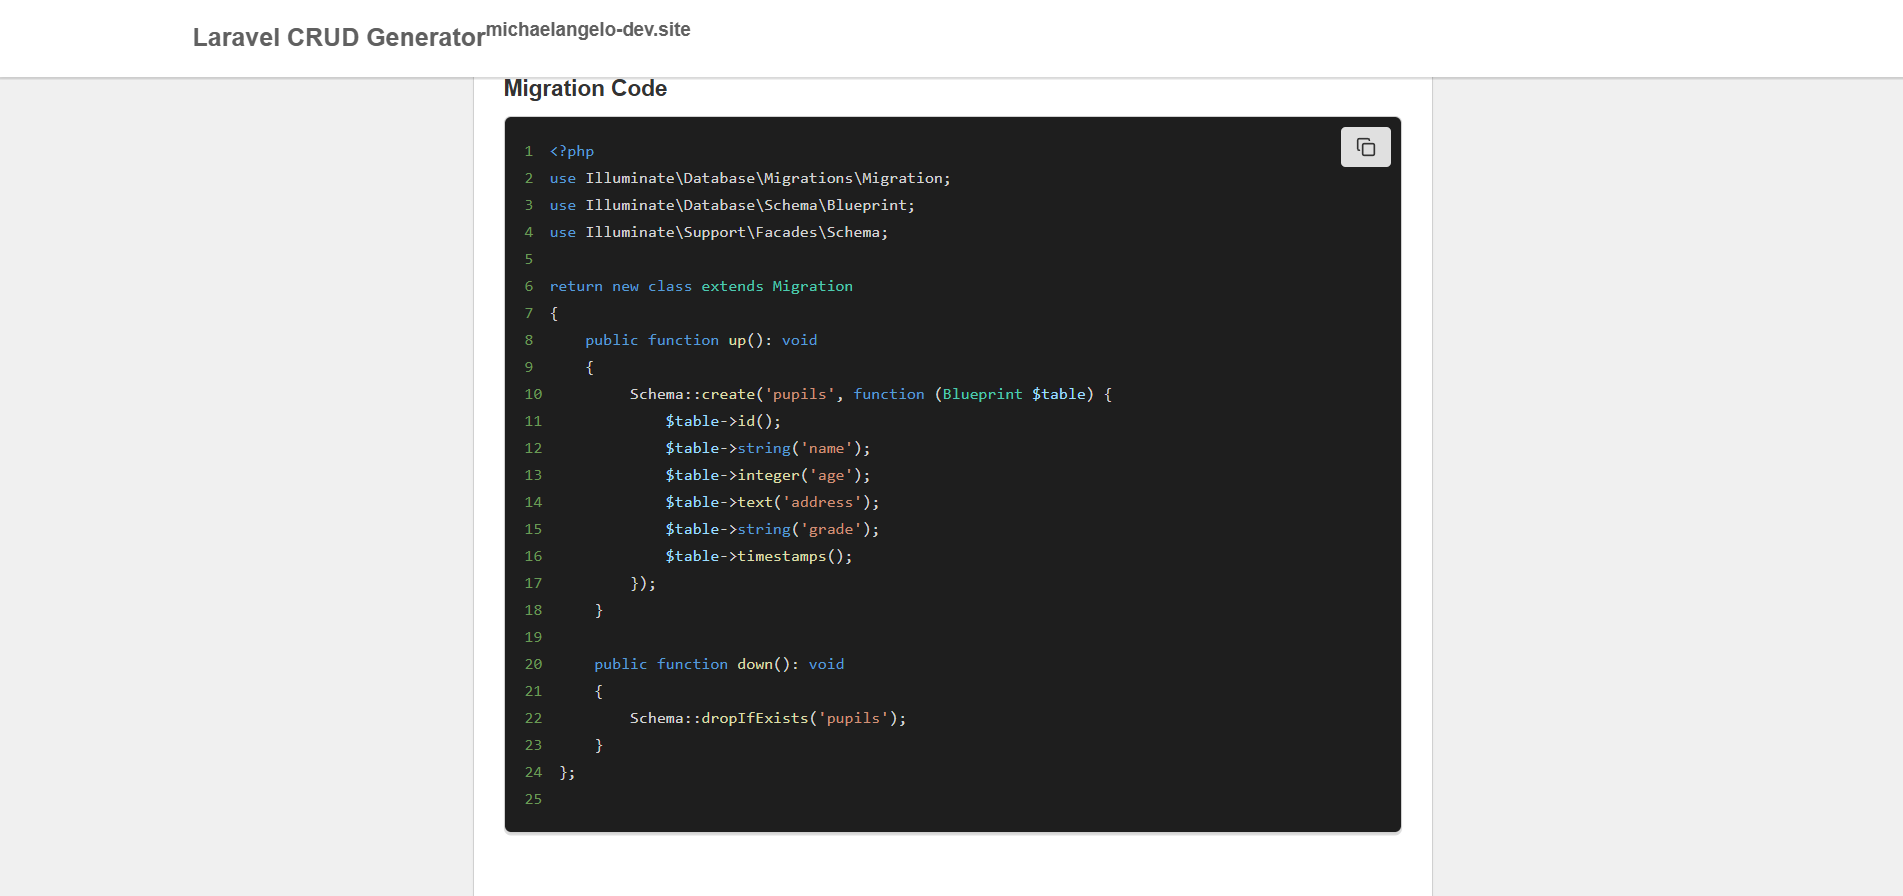 Laravel CRUD Generator michaelangelo-dev.site
Migration Code
1 <?php
2 use Illuminate\Database\Migrations\Migration;
3 use Illuminate\Database\Schema\Blueprint;
4 use Illuminate\Support\Facades\Schema;
5
6 return new class extends Migration
7 {
8     public function up(): void
9     {
10         Schema::create('pupils', function (Blueprint $table) {
11             $table->id();
12             $table->string('name');
13             $table->integer('age');
14             $table->text('address');
15             $table->string('grade');
16             $table->timestamps();
17         });
18     }
19
20     public function down(): void
21     {
22         Schema::dropIfExists('pupils');
23     }
24 };
25